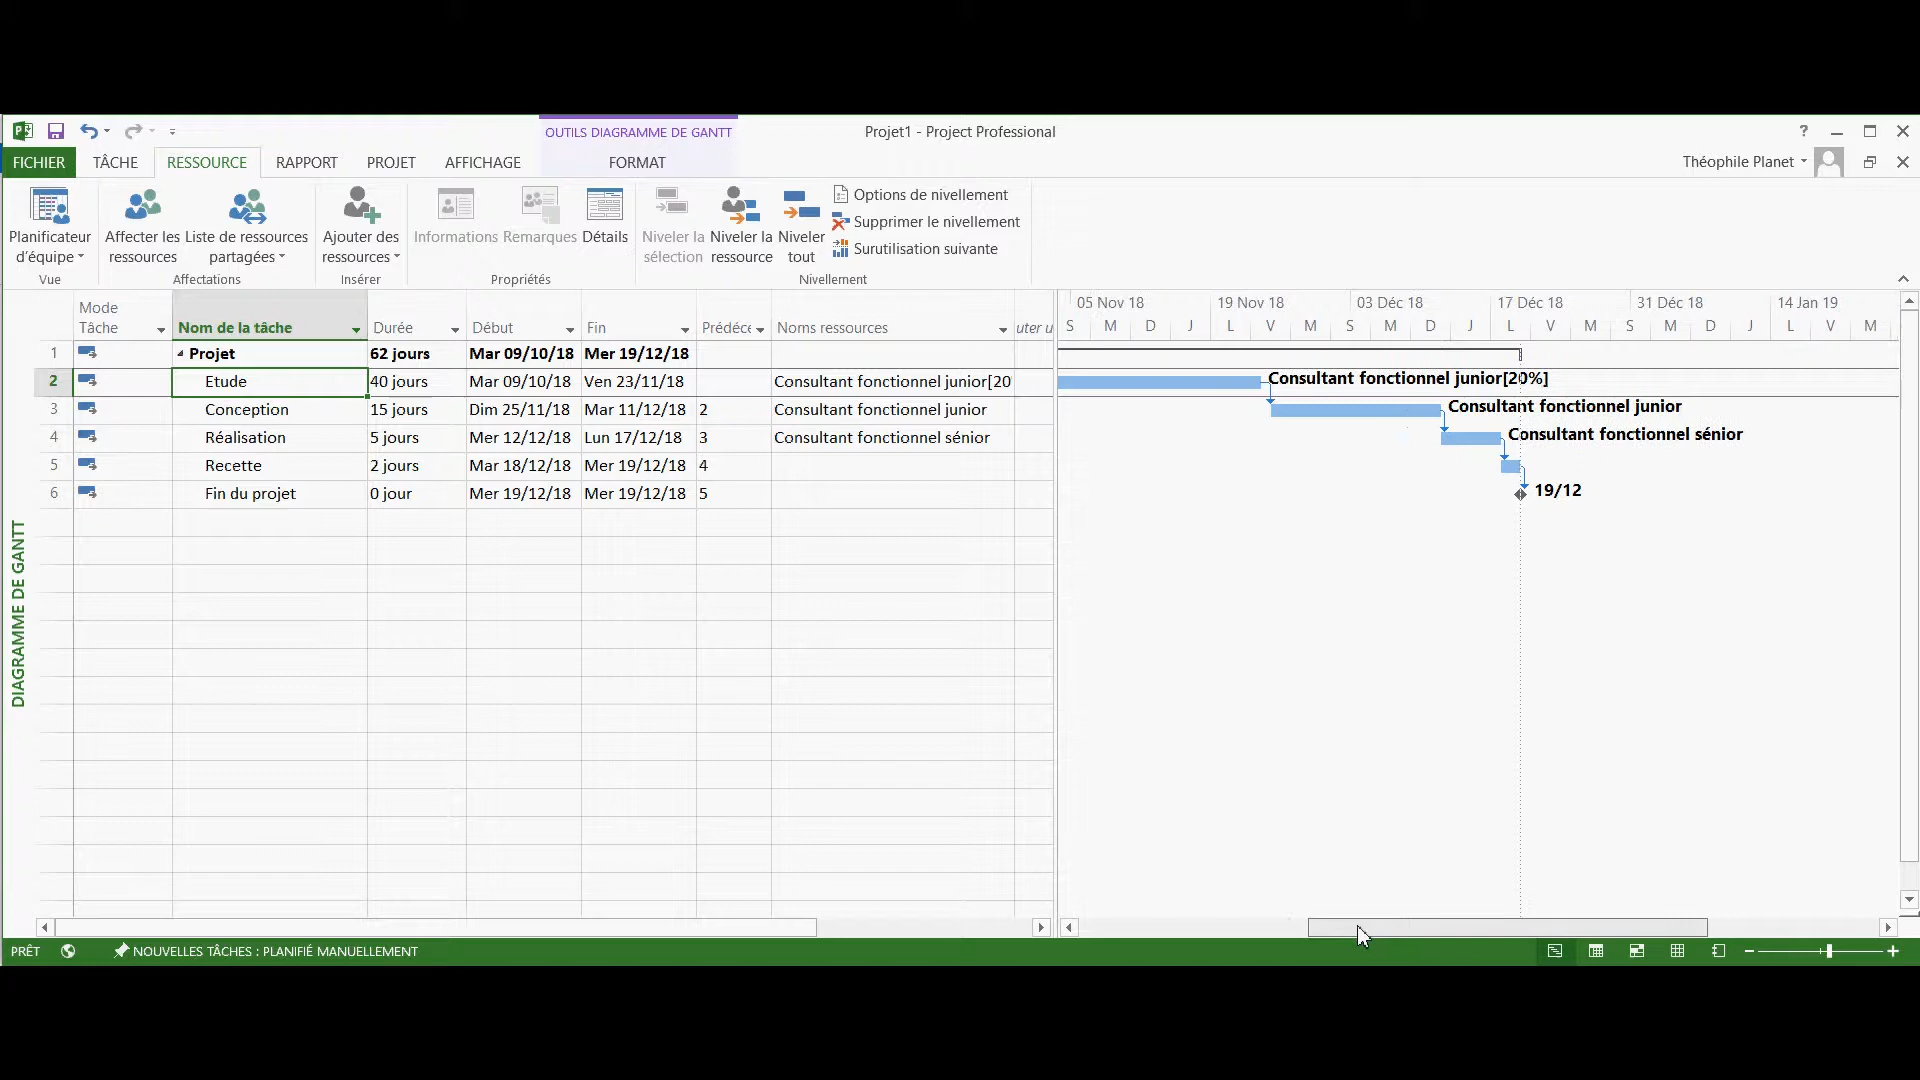 OUTILS DIAGRAMME DE GANTT
Projet1 - Project Professional
?
FICHIER TÂCHE RESSOURCE RAPPORT PROJET AFFICHAGE FORMAT
Théophile Planet
Planificateur d'équipe
Vue
Affecter les ressources
Liste de ressources partagées
Affectations
Ajouter des ressources
Insérer
Informations
Remarques
Détails
Propriétés
Niveler la sélection
Niveler la ressource
Niveler tout
Options de nivellement
Supprimer le nivellement
Surutilisation suivante
Nivellement
Mode Tâche Nom de la tâche Durée Début Fin Prédéce Noms ressources uter u
1 Projet 62 jours Mar 09/10/18 Mer 19/12/18
2 Etude 40 jours Mar 09/10/18 Ven 23/11/18 Consultant fonctionnel junior[20
3 Conception 15 jours Dim 25/11/18 Mar 11/12/18 2 Consultant fonctionnel junior
4 Réalisation 5 jours Mer 12/12/18 Lun 17/12/18 3 Consultant fonctionnel sénior
5 Recette 2 jours Mar 18/12/18 Mer 19/12/18 4
6 Fin du projet 0 jour Mer 19/12/18 Mer 19/12/18 5
05 Nov 18 19 Nov 18 03 Déc 18 17 Déc 18 31 Déc 18 14 Jan 19
S M D J L V M S M D J L V M S M D J L V M
Consultant fonctionnel junior[20%]
Consultant fonctionnel junior
Consultant fonctionnel sénior
19/12
DIAGRAMME DE GANTT
PRÊT NOUVELLES TÂCHES : PLANIFIÉ MANUELLEMENT